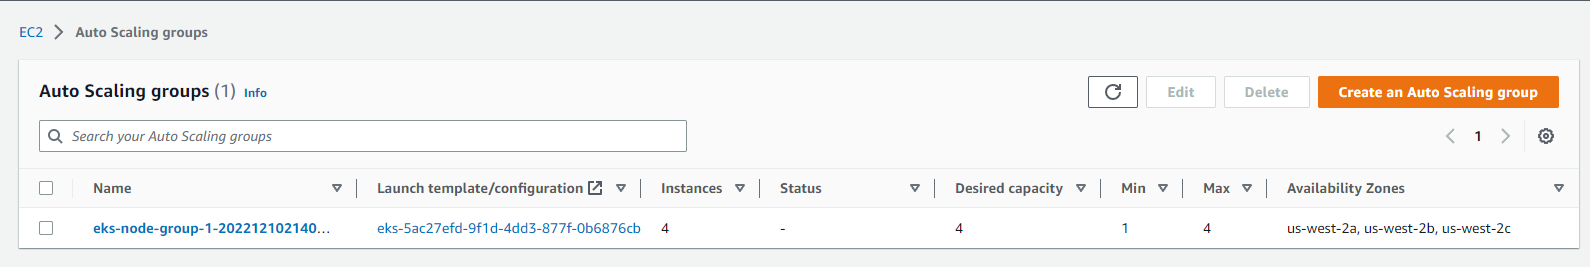 EC2 > Auto Scaling groups
Auto Scaling groups (1) Info Edit Delete Create an Auto Scaling group
Search your Auto Scaling groups 1
Name Launch template/configuration Instances Status Desired capacity Min Max Availability Zones
eks-node-group-1-202212102140... eks-5ac27efd-9f1d-4dd3-877f-0b6876cb 4 - 4 1 4 us-west-2a, us-west-2b, us-west-2c